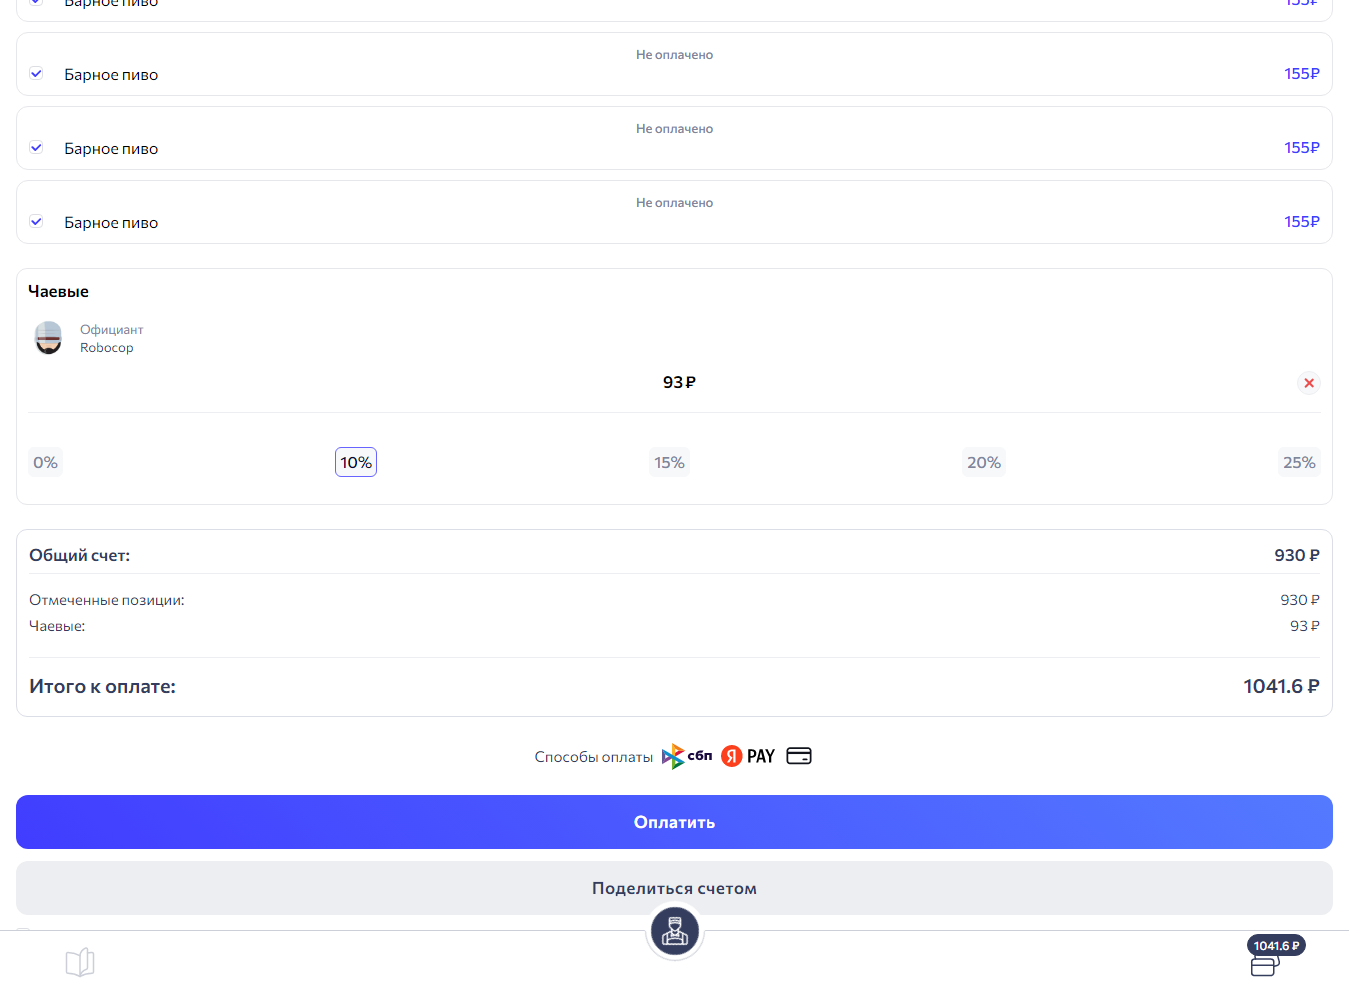 Барное пиво 155₽
Не оплачено
Барное пиво 155₽
Не оплачено
Барное пиво 155₽
Не оплачено
Барное пиво 155₽
Чаевые
Официант
Robocop
93 ₽
0% 10% 15% 20% 25%
Общий счет: 930 ₽
Отмеченные позиции: 930 ₽
Чаевые: 93 ₽
Итого к оплате: 1041.6 ₽
Способы оплаты сбп Я PAY
Оплатить
Поделиться счетом
1041.6 ₽